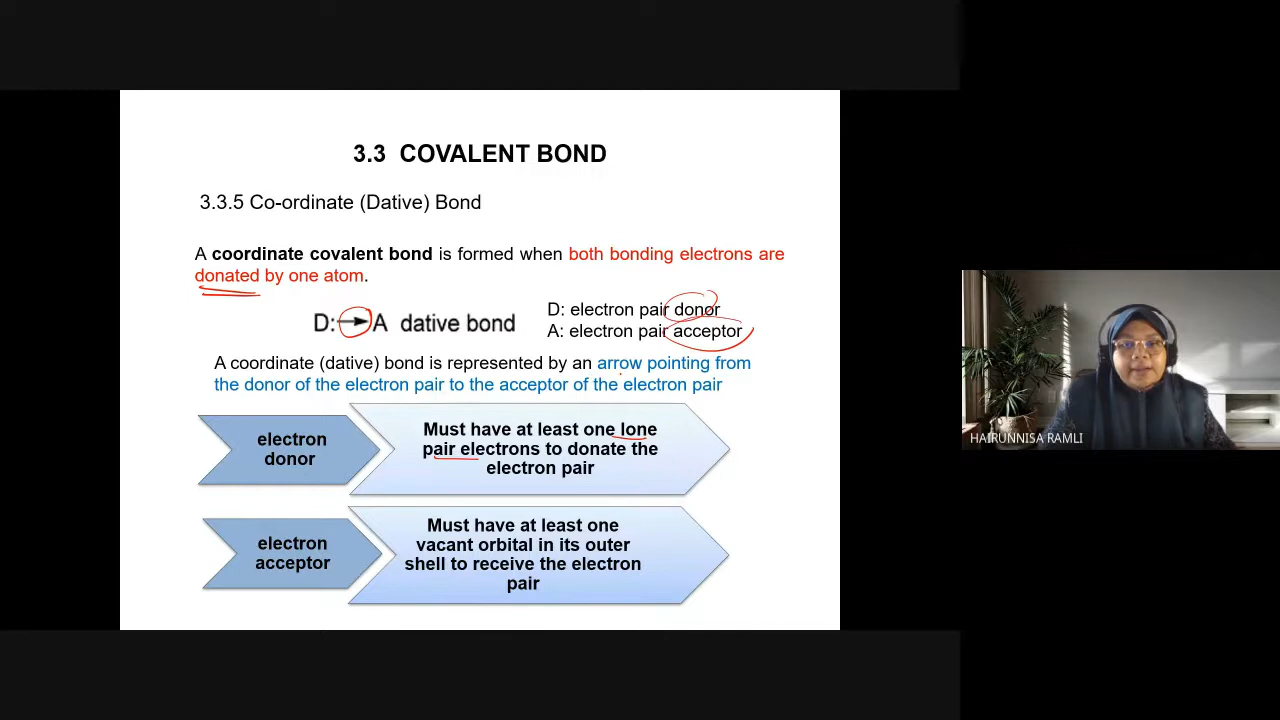 3.3 COVALENT BOND
3.3.5 Co-ordinate (Dative) Bond
A coordinate covalent bond is formed when both bonding electrons are
donated by one atom.
D:→A dative bond
D: electron pair donor
A: electron pair acceptor
A coordinate (dative) bond is represented by an arrow pointing from
the donor of the electron pair to the acceptor of the electron pair
electron
donor
Must have at least one lone
pair electrons to donate the
electron pair
electron
acceptor
Must have at least one
vacant orbital in its outer
shell to receive the electron
pair
HAIRUNNISA RAMLI